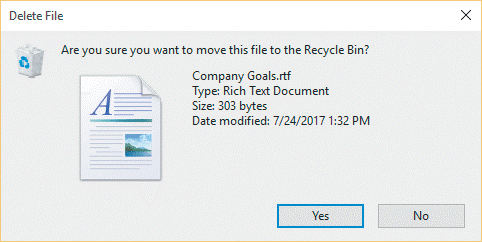 Delete File
Are you sure you want to move this file to the Recycle Bin?
Company Goals.rtf
Type: Rich Text Document
Size: 303 bytes
Date modified: 7/24/2017 1:32 PM
Yes
No